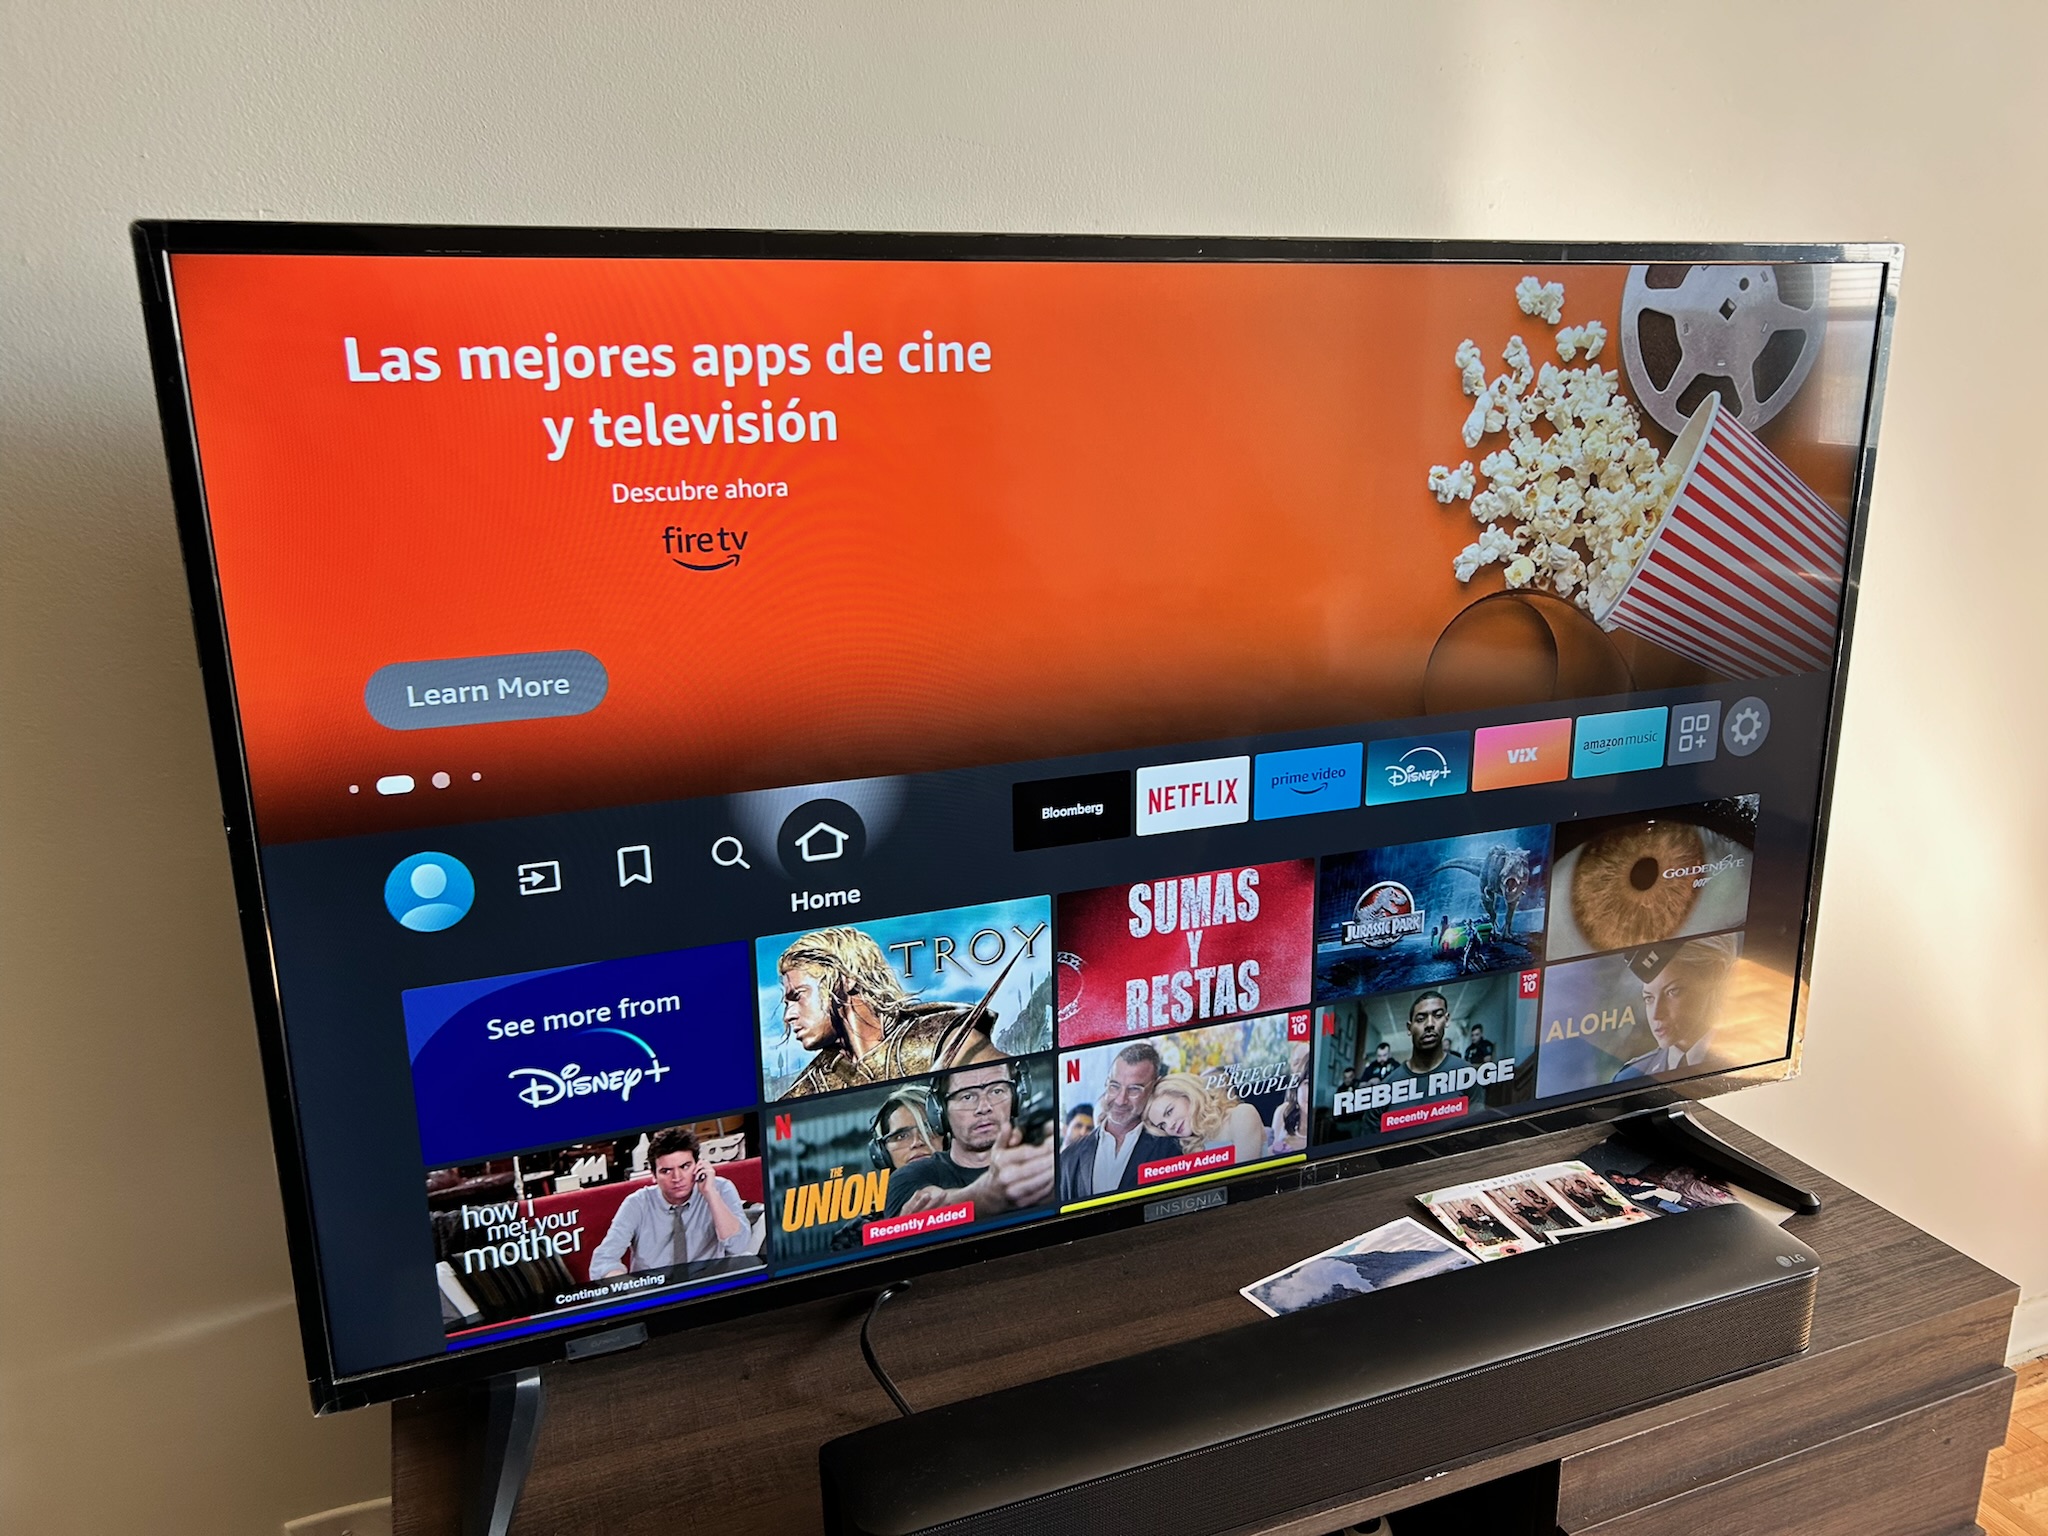 Las mejores apps de cine
y televisión
Descubre ahora
fire tv
Learn More
Home
Bloomberg
NETFLIX
prime video
Disney+
ViX
amazon music
See more from
Disney+
TROY
SUMAS
Y
RESTAS
JURASSIC PARK
GOLDENEYE
007
how i
met your
mother
Continue Watching
N
THE
UNION
Recently Added
N
TOP
10
THE
PERFECT
COUPLE
Recently Added
N
TOP
10
REBEL RIDGE
Recently Added
ALOHA
INSIGNIA
LG